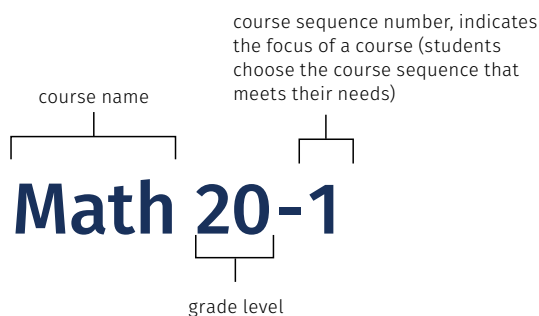 course sequence number, indicates
the focus of a course (students
choose the course sequence that
meets their needs)
course name
Math 20-1
grade level